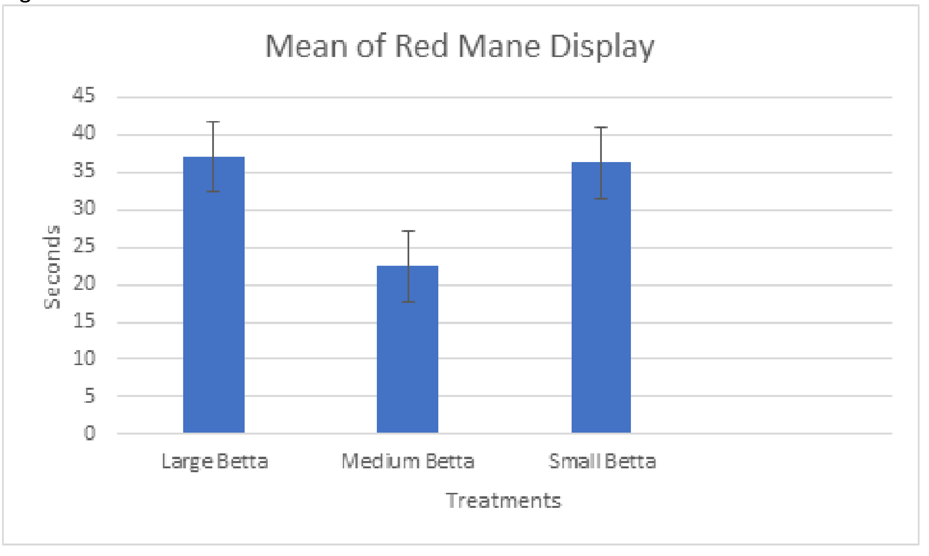 Mean of Red Mane Display
45
40
35
30
25
20
15
10
5
0
Seconds
Large Betta
Medium Betta
Small Betta
Treatments